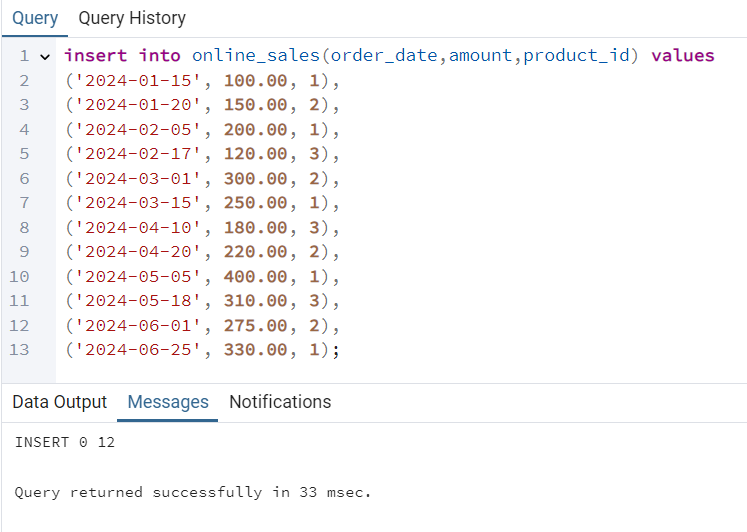 Query Query History
1 insert into online_sales(order_date,amount,product_id) values
2 ('2024-01-15', 100.00, 1),
3 ('2024-01-20', 150.00, 2),
4 ('2024-02-05', 200.00, 1),
5 ('2024-02-17', 120.00, 3),
6 ('2024-03-01', 300.00, 2),
7 ('2024-03-15', 250.00, 1),
8 ('2024-04-10', 180.00, 3),
9 ('2024-04-20', 220.00, 2),
10 ('2024-05-05', 400.00, 1),
11 ('2024-05-18', 310.00, 3),
12 ('2024-06-01', 275.00, 2),
13 ('2024-06-25', 330.00, 1);
Data Output Messages Notifications
INSERT 0 12
Query returned successfully in 33 msec.